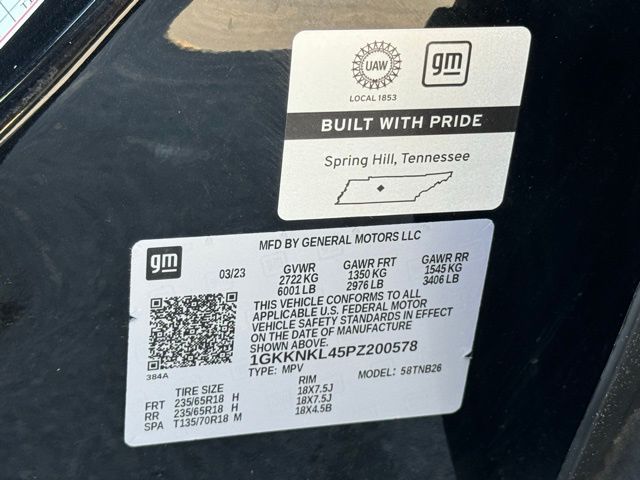 UAW
gm
LOCAL 1853
BUILT WITH PRIDE
Spring Hill, Tennessee
gm
MFD BY GENERAL MOTORS LLC
03/23 GVWR GAWR FRT GAWR RR
2722 KG 1350 KG 1545 KG
6001 LB 2976 LB 3406 LB
THIS VEHICLE CONFORMS TO ALL
APPLICABLE U.S. FEDERAL MOTOR
VEHICLE SAFETY STANDARDS IN EFFECT
ON THE DATE OF MANUFACTURE
SHOWN ABOVE.
1GKKNKL45PZ200578
384A
TYPE: MPV MODEL: 58TNB26
TIRE SIZE RIM
FRT 235/65R18 H 18X7.5J
RR 235/65R18 H 18X7.5J
SPA T135/70R18 M 18X4.5B